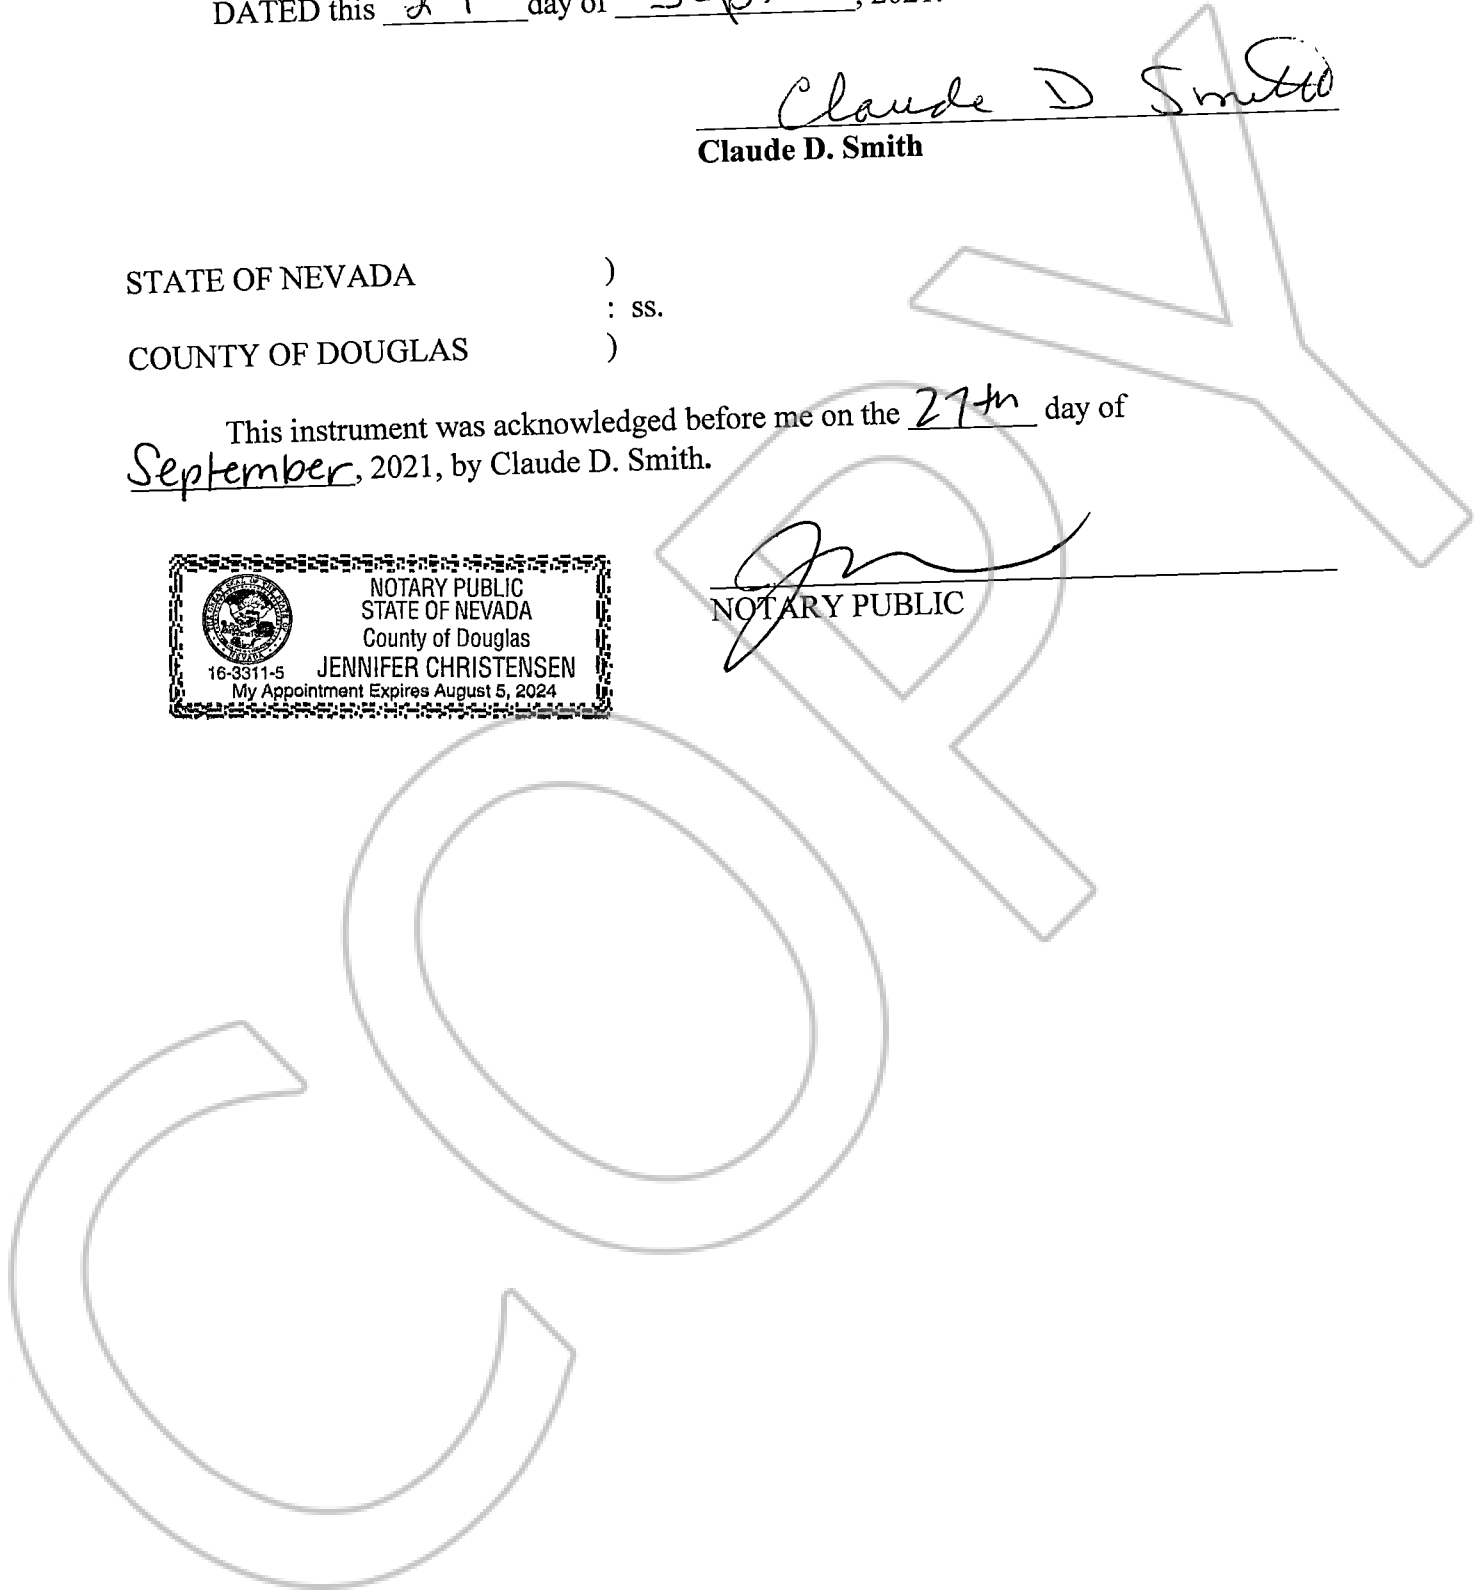 DATED this 27 day of Sept, 2021.
Claude D Smith
Claude D. Smith
STATE OF NEVADA )
: ss.
COUNTY OF DOUGLAS )
This instrument was acknowledged before me on the 27th day of
September, 2021, by Claude D. Smith.
NOTARY PUBLIC
STATE OF NEVADA
County of Douglas
16-3311-5 JENNIFER CHRISTENSEN
My Appointment Expires August 5, 2024
NOTARY PUBLIC
COPY